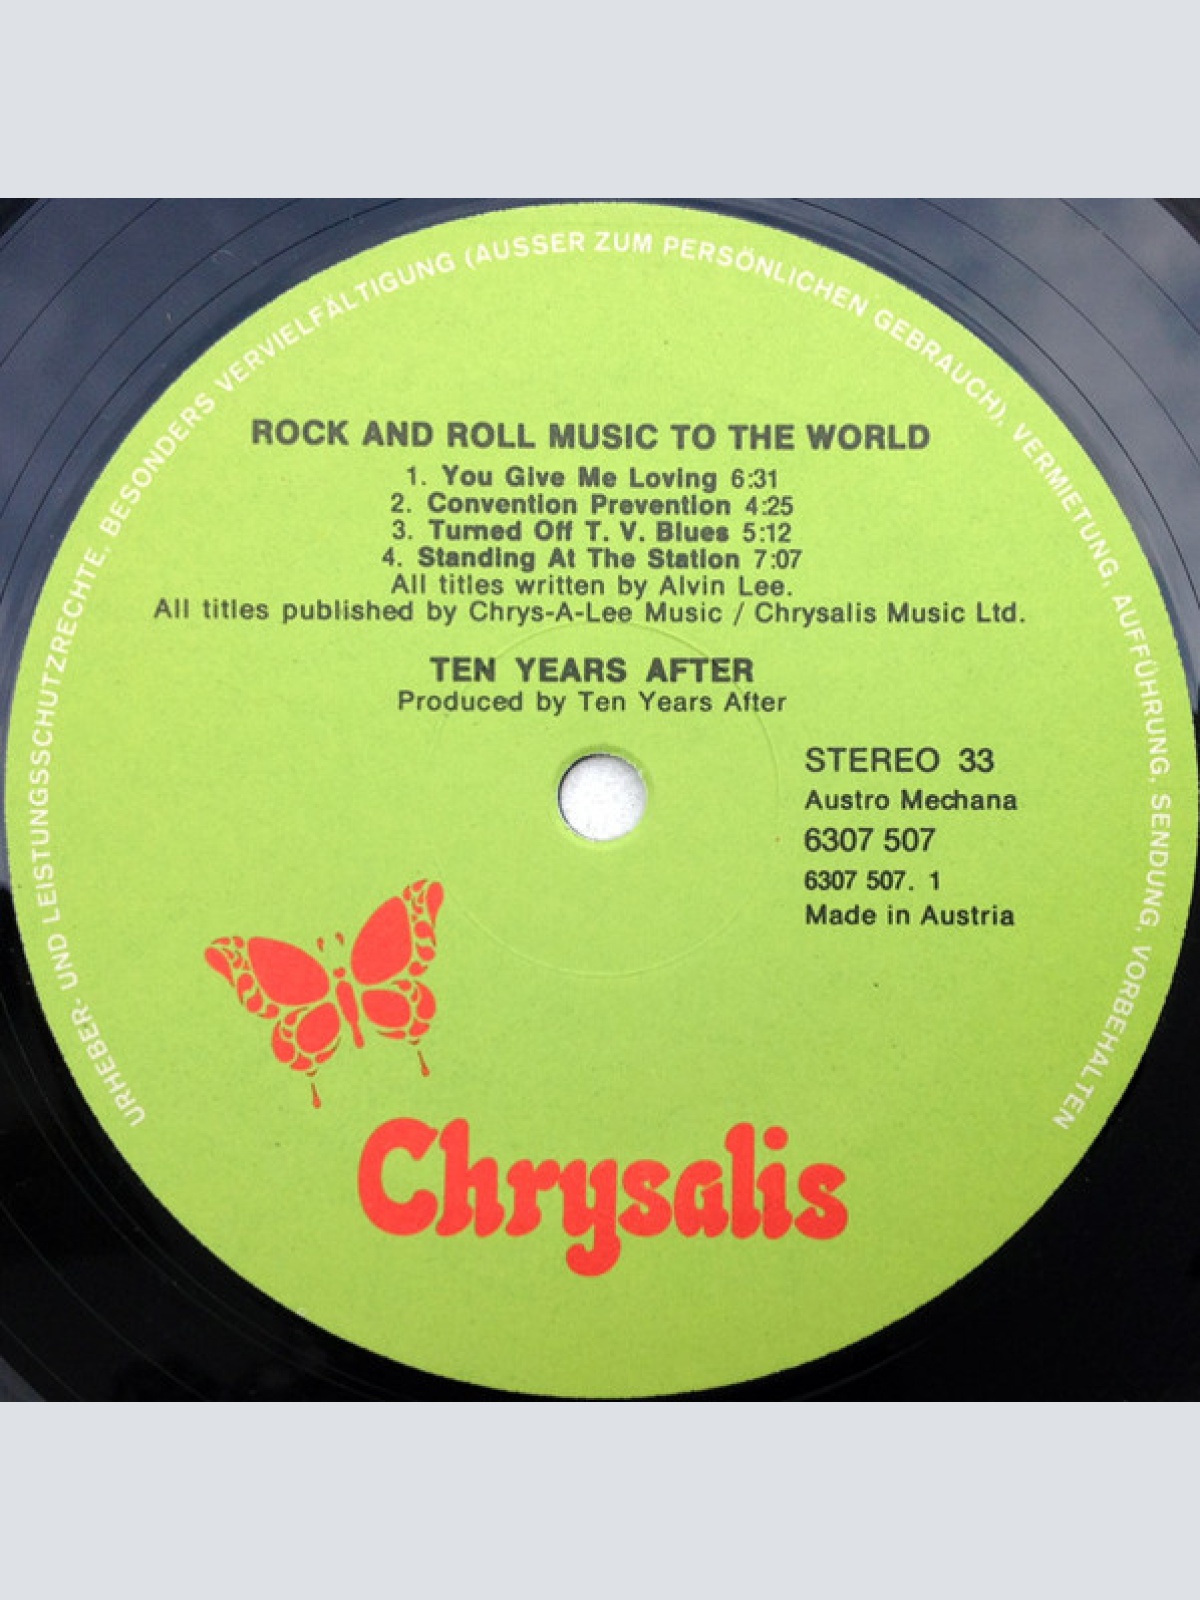 URHEBER- UND LEISTUNGSSCHUTZRECHTE, BESONDERS VERVIELFÄLTIGUNG (AUSSER ZUM PERSÖNLICHEN GEBRAUCH), VERMIETUNG, AUFFÜHRUNG, SENDUNG, VORBEHALTEN
ROCK AND ROLL MUSIC TO THE WORLD
1. You Give Me Loving 6:31
2. Convention Prevention 4:25
3. Turned Off T. V. Blues 5:12
4. Standing At The Station 7:07
All titles written by Alvin Lee.
All titles published by Chrys-A-Lee Music / Chrysalis Music Ltd.
TEN YEARS AFTER
Produced by Ten Years After
STEREO 33
Austro Mechana
6307 507
6307 507. 1
Made in Austria
Chrysalis